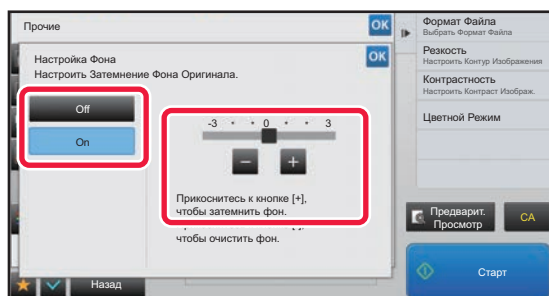 Прочие
OK
Настройка Фона
Настроить Затемнение Фона Оригинала.
OK
Off
On
-3 0 3
Прикоснитесь к кнопке [+],
чтобы затемнить фон.
чтобы очистить фон.
Назад
Формат Файла
Выбрать Формат Файла
Резкость
Настроить Контур Изображения
Контрастность
Настроить Контраст Изображ.
Цветной Режим
Предварит.
Просмотр
CA
Старт